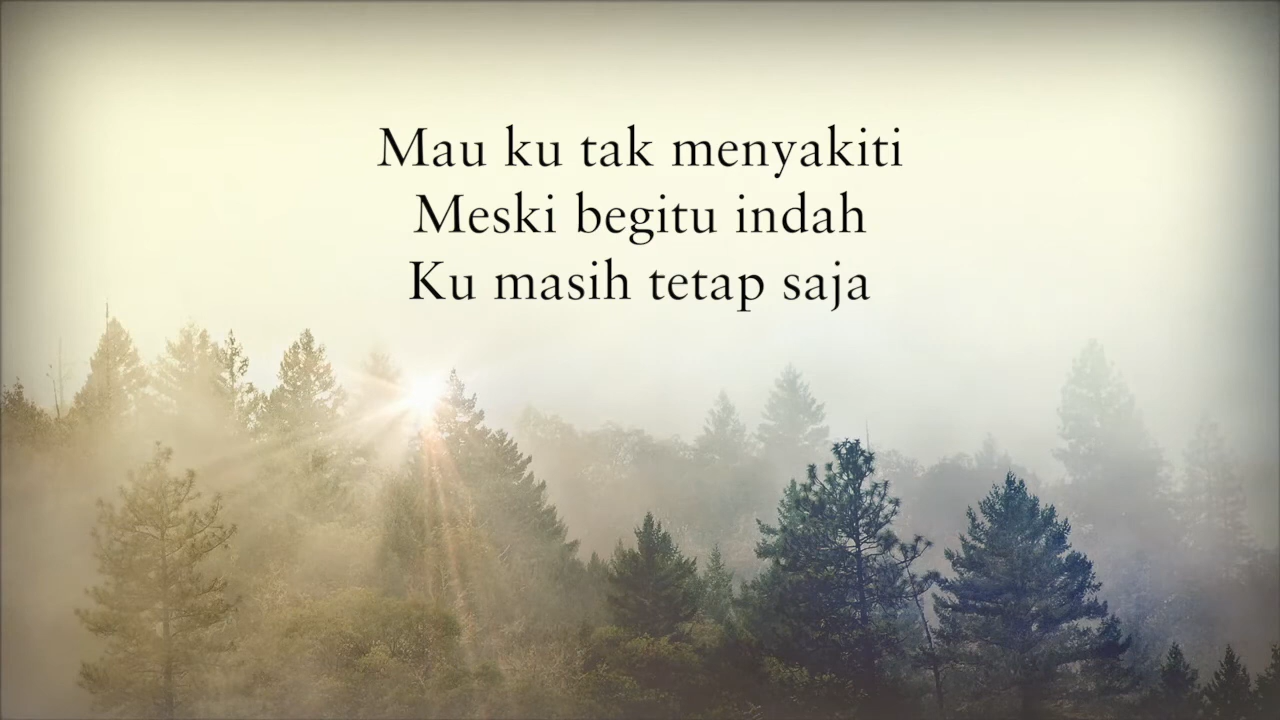 Mau ku tak menyakiti
Meski begitu indah
Ku masih tetap saja